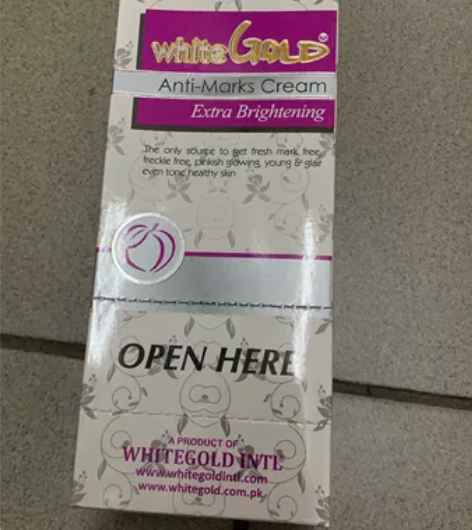 white GOLD
Anti-Marks Cream
Extra Brightening
The only source to get fresh mark free,
freckle free, pinkish glowing, young & glair
even tone healthy skin
OPEN HERE
A PRODUCT OF
WHITEGOLD INTL
www.whitegoldintl.com
www.whitegold.com.pk